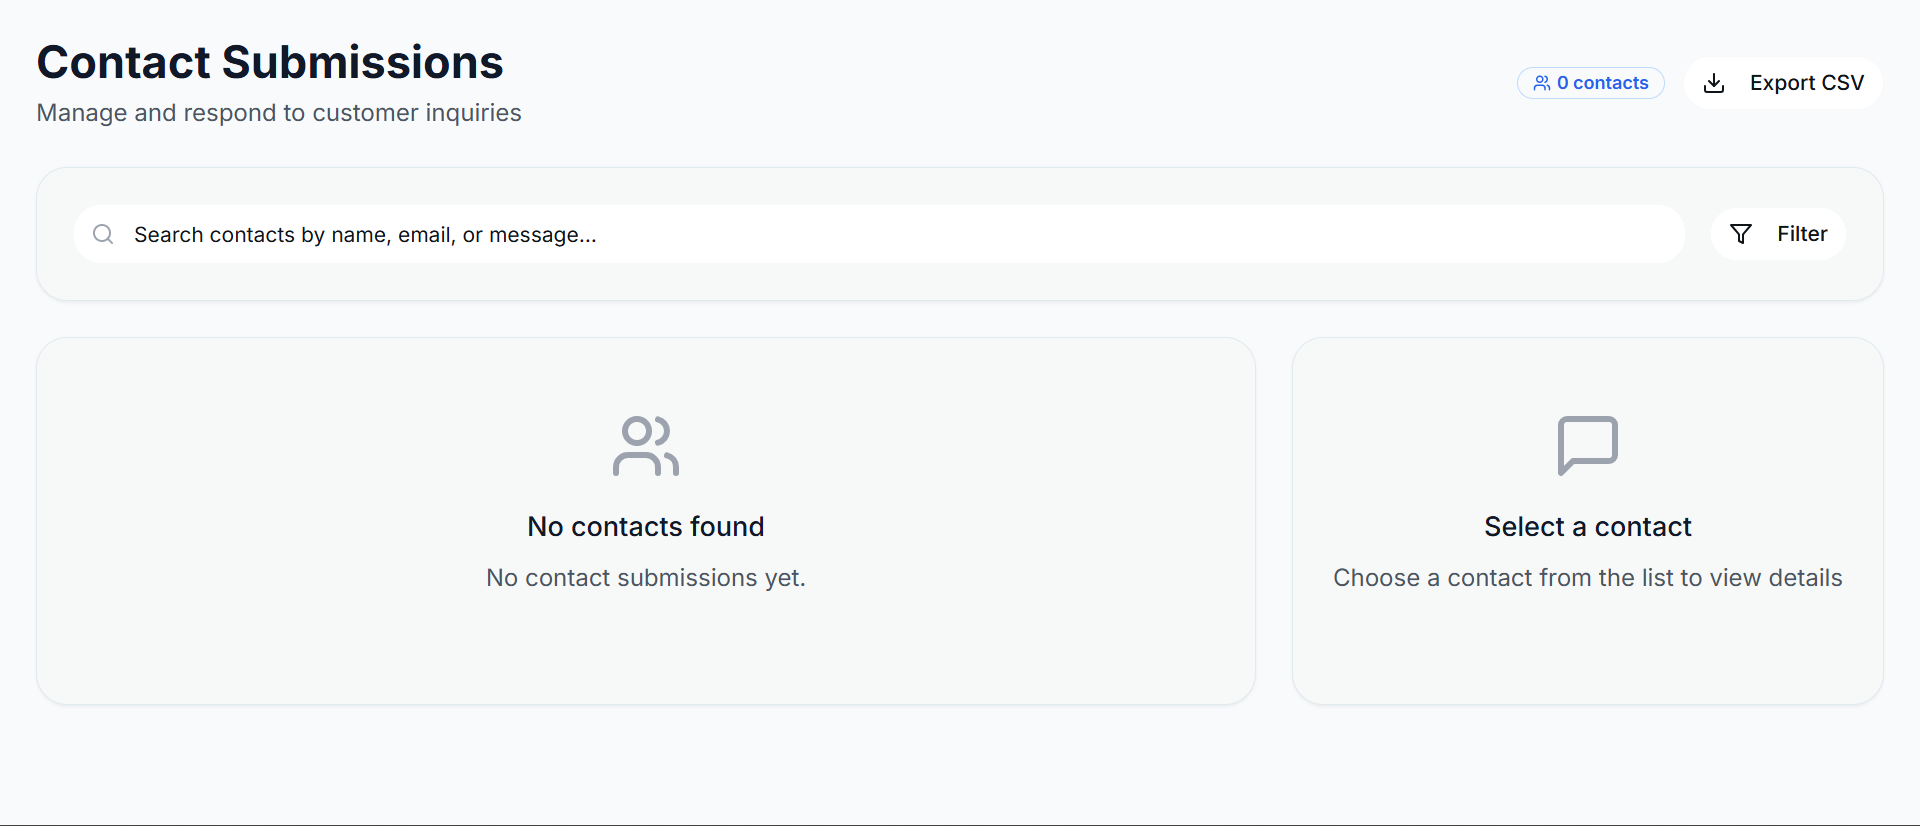 Contact Submissions
Manage and respond to customer inquiries
0 contacts
Export CSV
Search contacts by name, email, or message...
Filter
No contacts found
No contact submissions yet.
Select a contact
Choose a contact from the list to view details